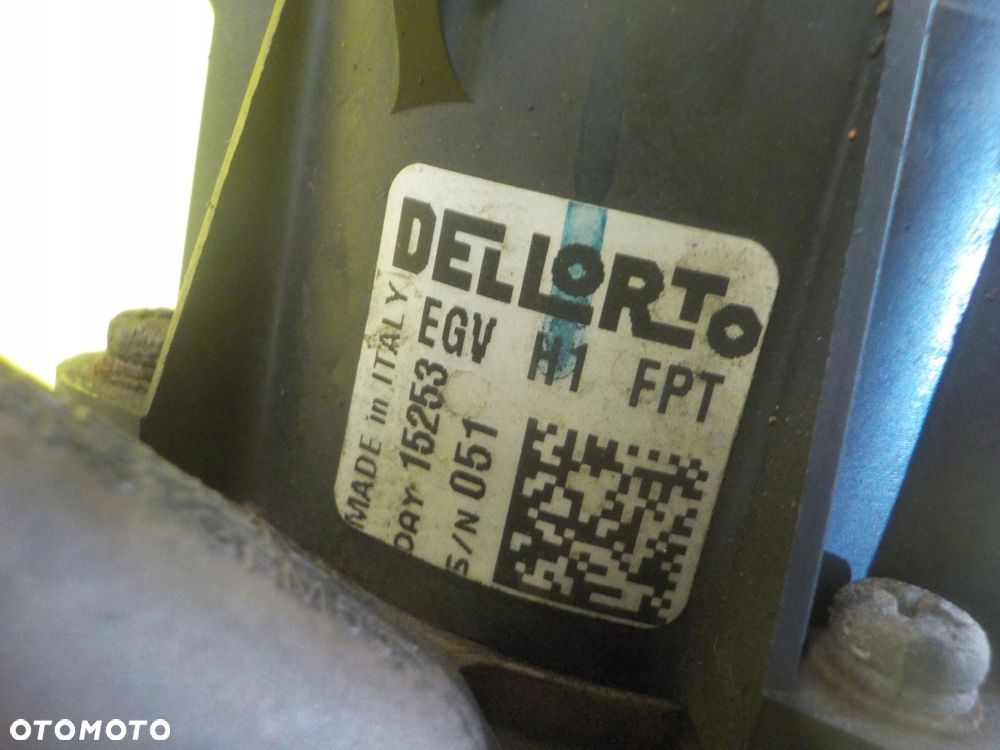 DELLORTO
EGV H1 FPT
MADE in ITALY
DAY 15253
S/N 051
OTOMOTO